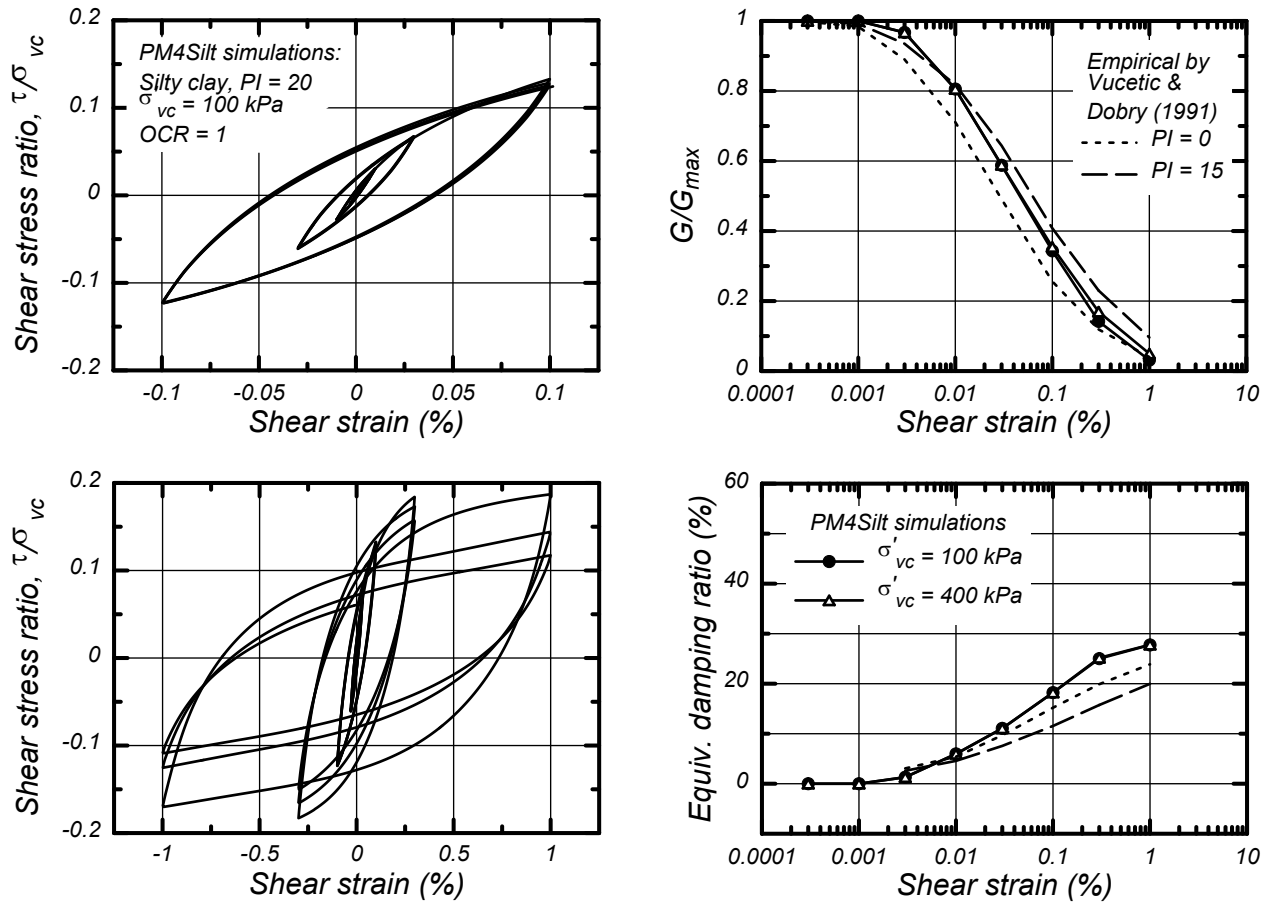 PM4Silt simulations:
Silty clay, PI = 20
σ'vc = 100 kPa
OCR = 1
Shear stress ratio, τ/σvc
0.2
0.1
0
-0.1
-0.2
-0.1 -0.05 0 0.05 0.1
Shear strain (%)
Empirical by
Vucetic &
Dobry (1991)
PI = 0
PI = 15
G/Gmax
1
0.8
0.6
0.4
0.2
0
0.0001 0.001 0.01 0.1 1 10
Shear strain (%)
Shear stress ratio, τ/σvc
0.2
0.1
0
-0.1
-0.2
-1 -0.5 0 0.5 1
Shear strain (%)
PM4Silt simulations
σ'vc = 100 kPa
σ'vc = 400 kPa
Equiv. damping ratio (%)
60
40
20
0
0.0001 0.001 0.01 0.1 1 10
Shear strain (%)